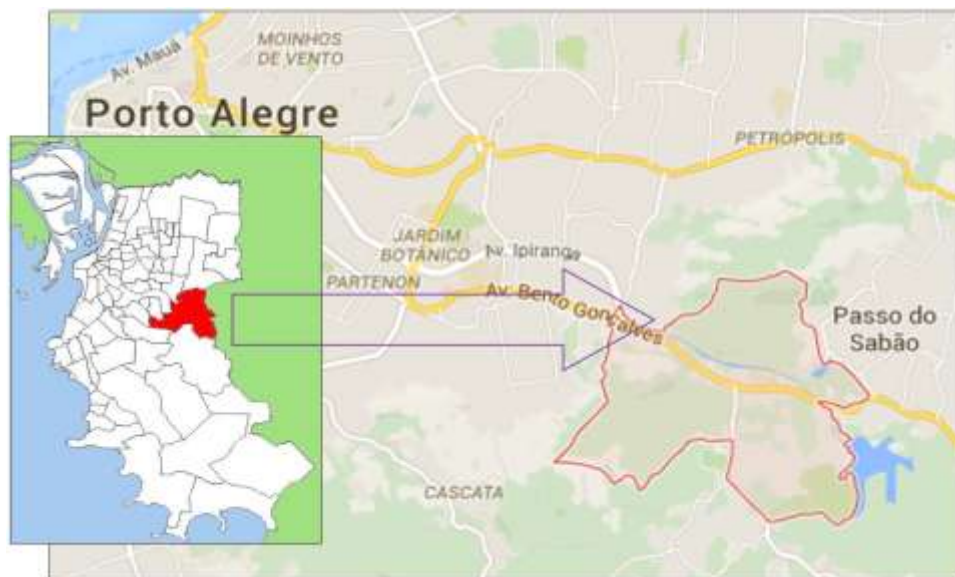 MOINHOS
DE VENTO
Av. Mauá
Porto Alegre
PETRÓPOLIS
JARDIM
BOTÂNICO
Av. Ipiranga
PARTENON
Av. Bento Gonçalves
Passo do
Sabão
CASCATA